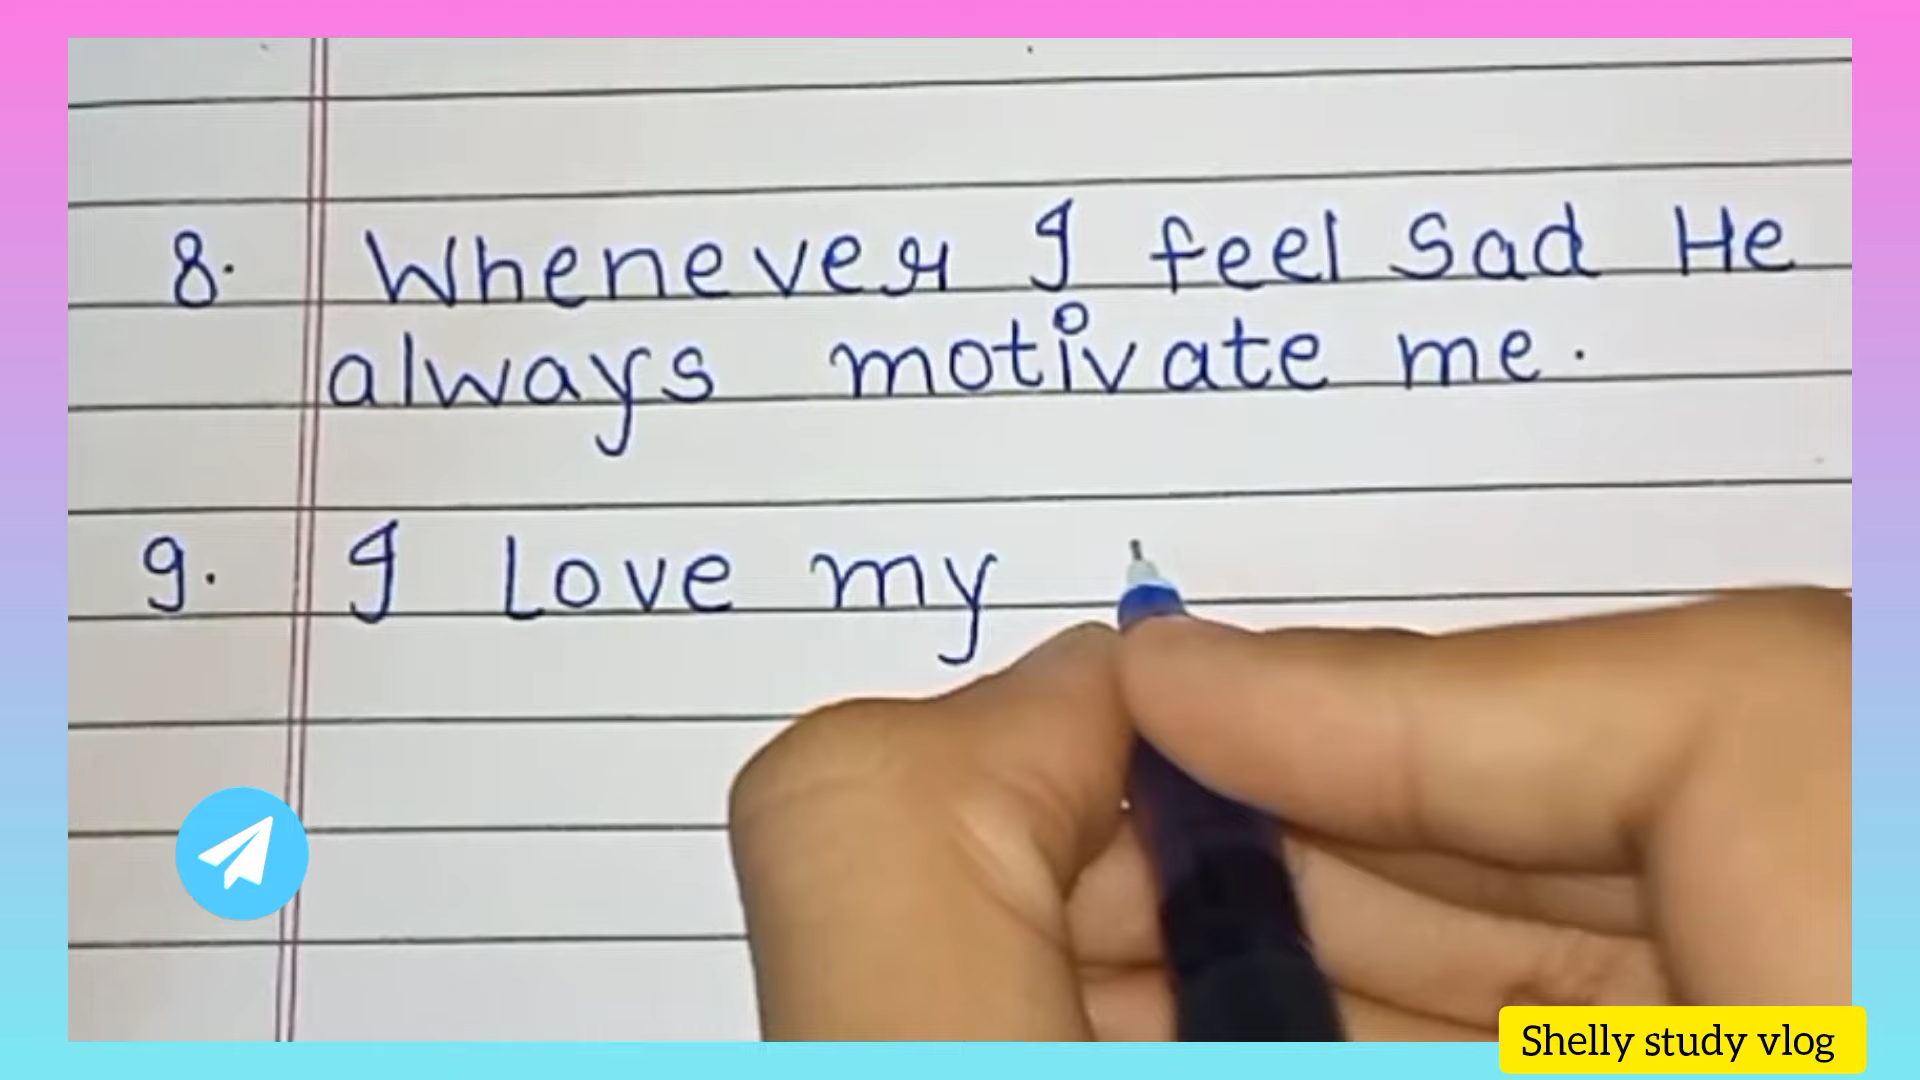 8. Whenever I feel sad He
always motivate me.
9. I Love my
Shelly study vlog